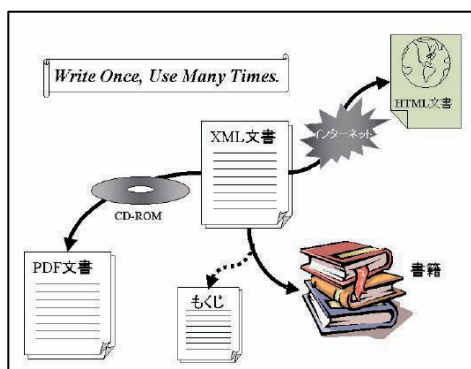 Write Once, Use Many Times.
HTML文書
インターネット
XML文書
CD-ROM
PDF文書
もくじ
書籍